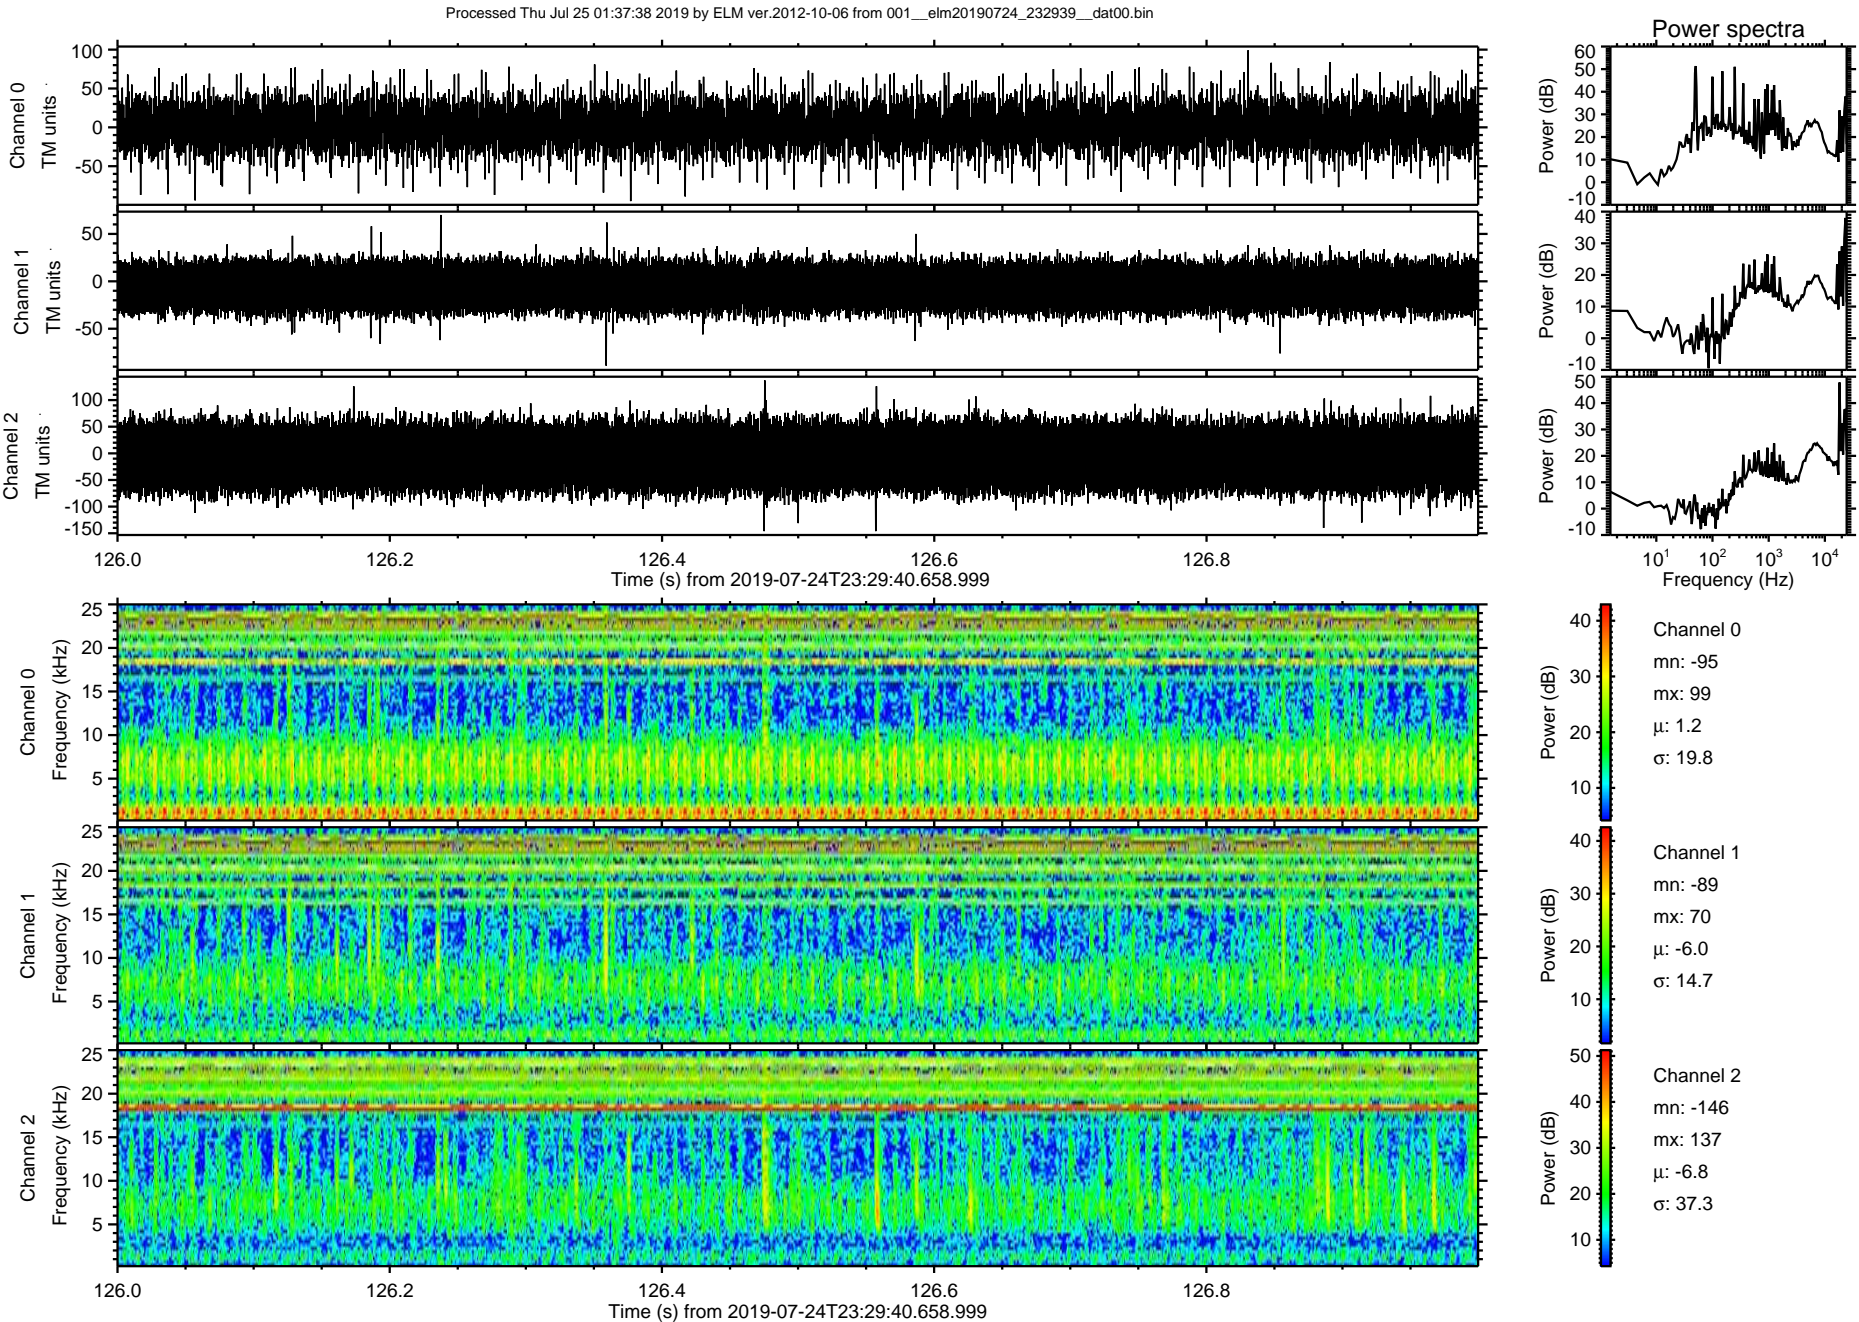 Processed Thu Jul 25 01:37:38 2019 by ELM ver.2012-10-06 from 001__elm20190724_232939__dat00.bin
Power spectra
Channel 0
TM units
100
50
0
-50
Power (dB)
60
50
40
30
20
10
0
-10
Channel 1
TM units
50
0
-50
Power (dB)
40
30
20
10
0
-10
Channel 2
TM units
100
50
0
-50
-100
-150
Power (dB)
50
40
30
20
10
0
-10
126.0 126.2 126.4 126.6 126.8
Time (s) from 2019-07-24T23:29:40.658.999
10¹ 10² 10³ 10⁴
Frequency (Hz)
Channel 0
Frequency (kHz)
25
20
15
10
5
Power (dB)
40
30
20
10
Channel 0
mn: -95
mx: 99
μ: 1.2
σ: 19.8
Channel 1
Frequency (kHz)
25
20
15
10
5
Power (dB)
40
30
20
10
Channel 1
mn: -89
mx: 70
μ: -6.0
σ: 14.7
Channel 2
Frequency (kHz)
25
20
15
10
5
Power (dB)
50
40
30
20
10
Channel 2
mn: -146
mx: 137
μ: -6.8
σ: 37.3
126.0 126.2 126.4 126.6 126.8
Time (s) from 2019-07-24T23:29:40.658.999